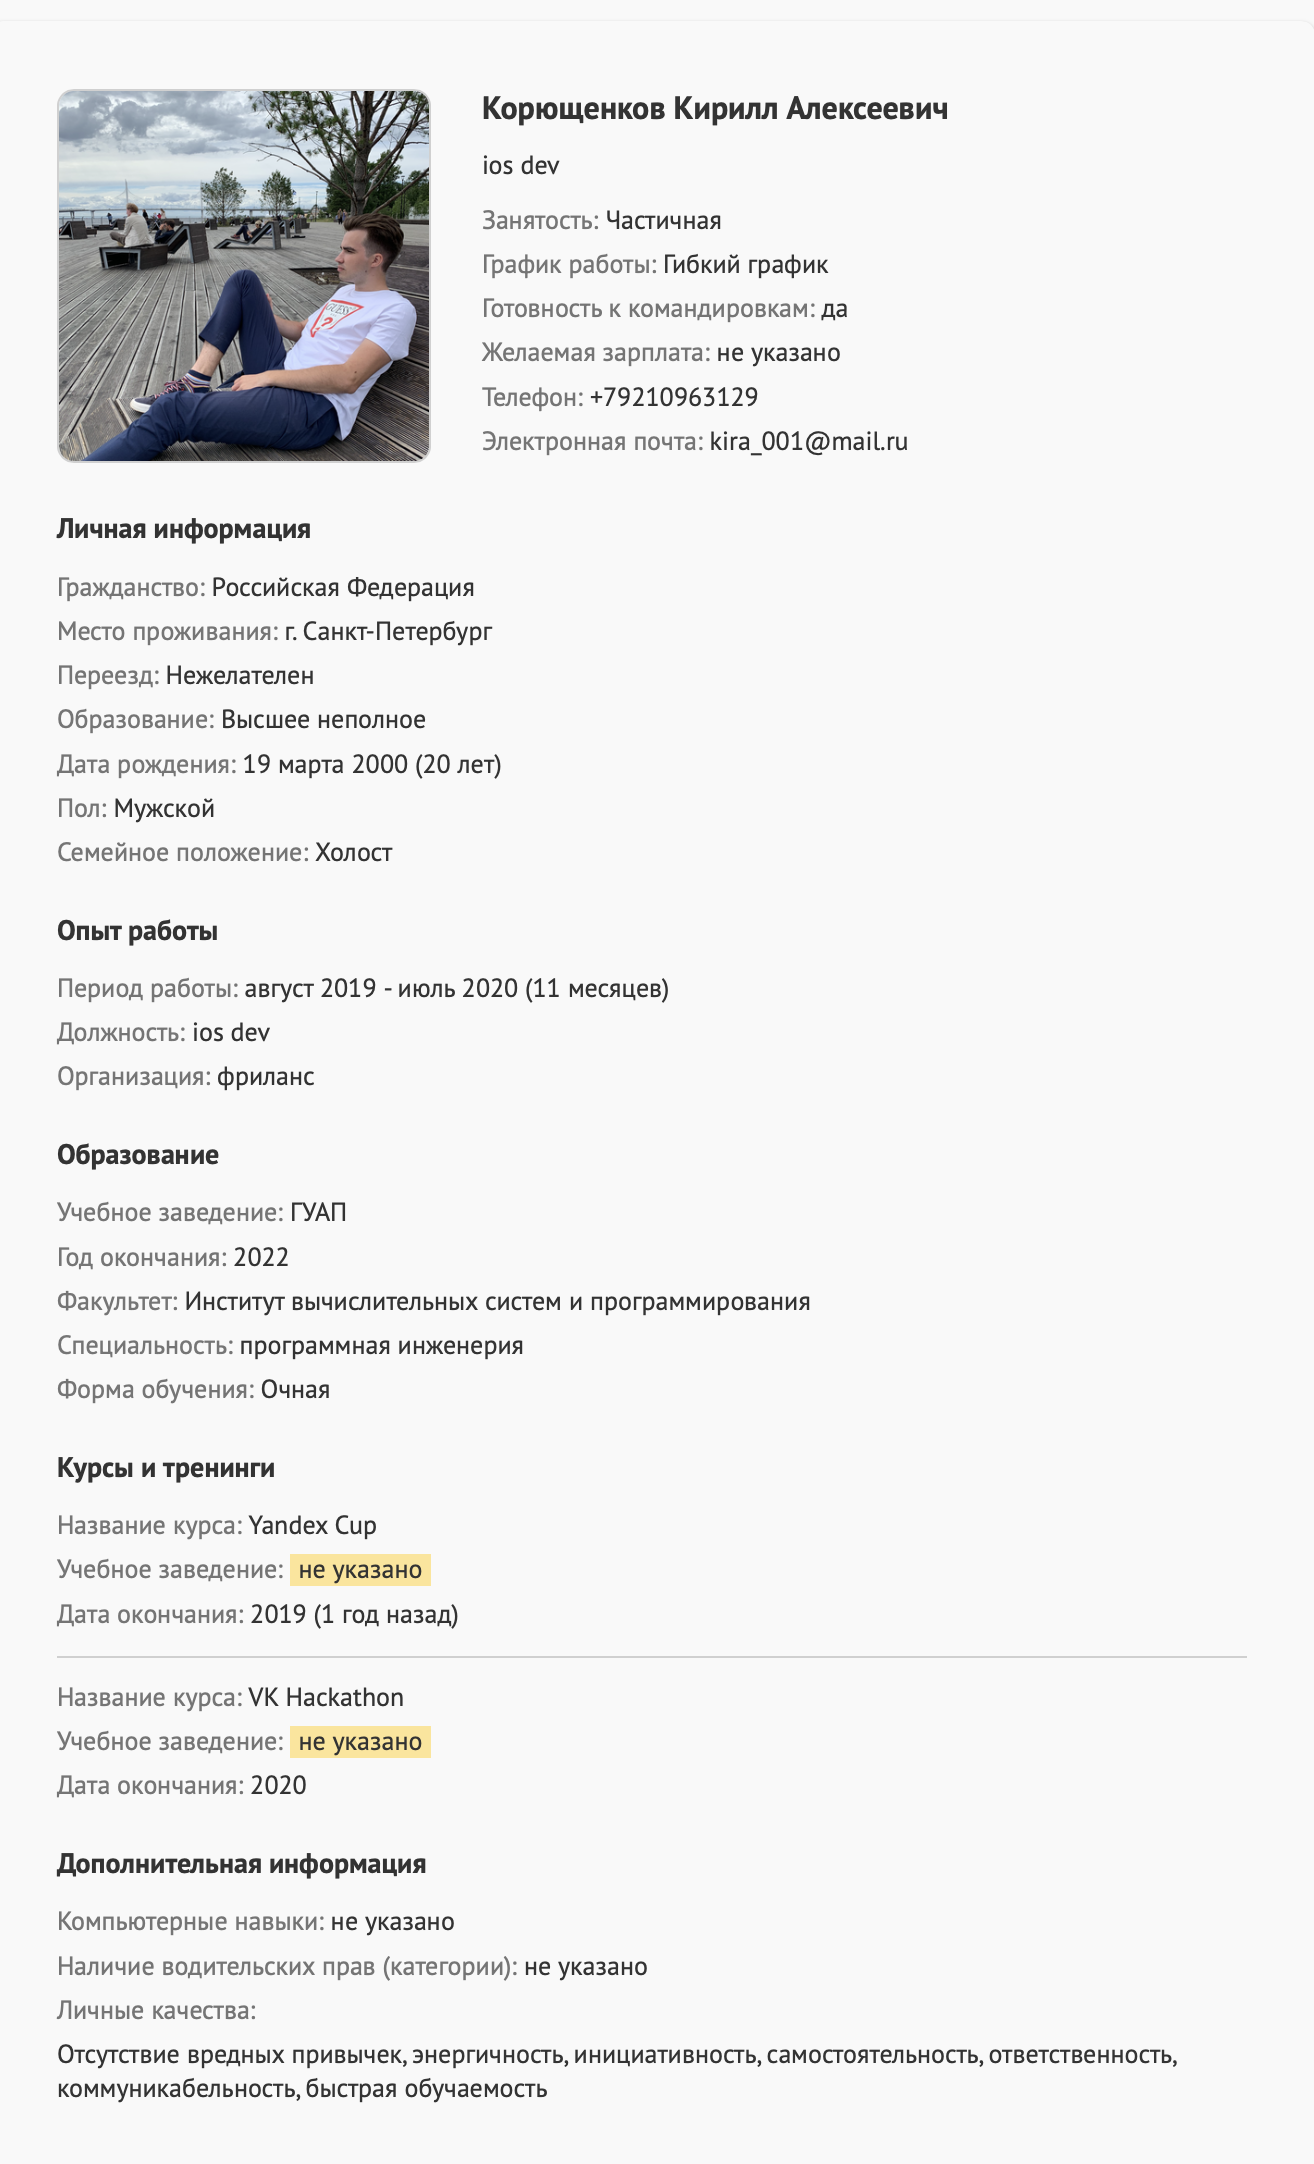 Корющенков Кирилл Алексеевич
ios dev
Занятость: Частичная
График работы: Гибкий график
Готовность к командировкам: да
Желаемая зарплата: не указано
Телефон: +79210963129
Электронная почта: kira_001@mail.ru
GUESS
?
Личная информация
Гражданство: Российская Федерация
Место проживания: г. Санкт-Петербург
Переезд: Нежелателен
Образование: Высшее неполное
Дата рождения: 19 марта 2000 (20 лет)
Пол: Мужской
Семейное положение: Холост
Опыт работы
Период работы: август 2019 - июль 2020 (11 месяцев)
Должность: ios dev
Организация: фриланс
Образование
Учебное заведение: ГУАП
Год окончания: 2022
Факультет: Институт вычислительных систем и программирования
Специальность: программная инженерия
Форма обучения: Очная
Курсы и тренинги
Название курса: Yandex Cup
Учебное заведение: не указано
Дата окончания: 2019 (1 год назад)
Название курса: VK Hackathon
Учебное заведение: не указано
Дата окончания: 2020
Дополнительная информация
Компьютерные навыки: не указано
Наличие водительских прав (категории): не указано
Личные качества:
Отсутствие вредных привычек, энергичность, инициативность, самостоятельность, ответственность,
коммуникабельность, быстрая обучаемость